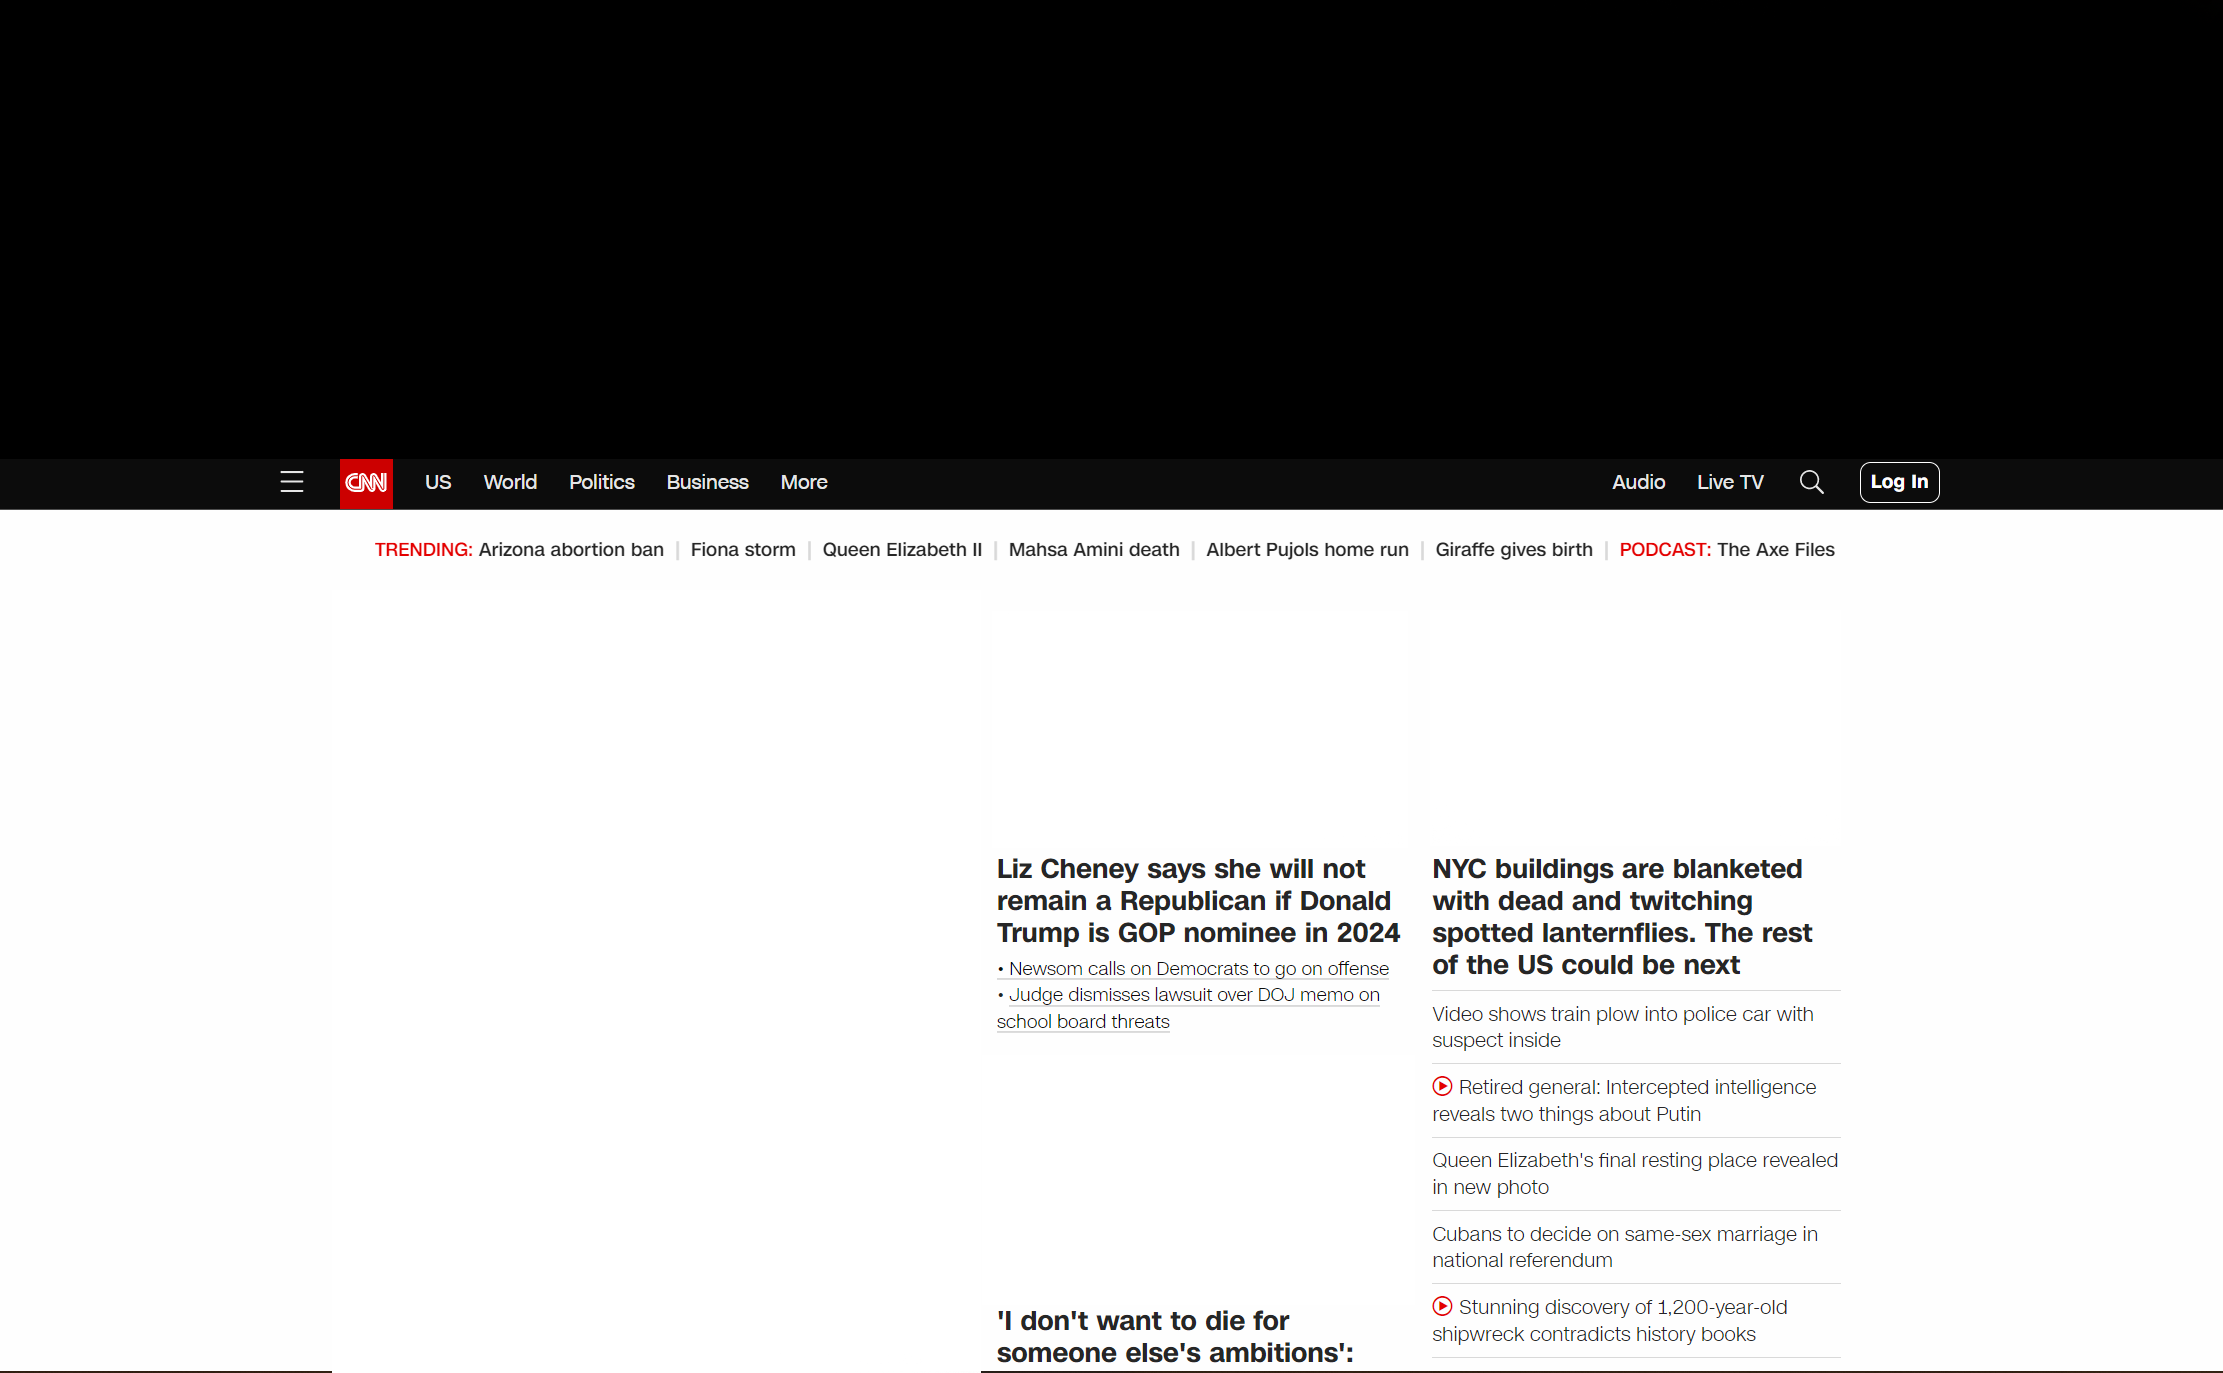 CNN US World Politics Business More Audio Live TV Log In
TRENDING: Arizona abortion ban | Fiona storm | Queen Elizabeth II | Mahsa Amini death | Albert Pujols home run | Giraffe gives birth | PODCAST: The Axe Files
Liz Cheney says she will not
remain a Republican if Donald
Trump is GOP nominee in 2024
• Newsom calls on Democrats to go on offense
• Judge dismisses lawsuit over DOJ memo on
school board threats
'I don't want to die for
someone else's ambitions':
NYC buildings are blanketed
with dead and twitching
spotted lanternflies. The rest
of the US could be next
Video shows train plow into police car with
suspect inside
Retired general: Intercepted intelligence
reveals two things about Putin
Queen Elizabeth's final resting place revealed
in new photo
Cubans to decide on same-sex marriage in
national referendum
Stunning discovery of 1,200-year-old
shipwreck contradicts history books